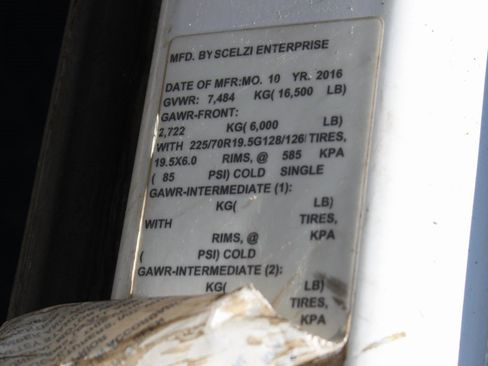 MFD. BY SCELZI ENTERPRISE
DATE OF MFR:MO. 10 YR. 2016
GVWR: 7,484 KG( 16,500 LB)
GAWR-FRONT:
2,722 KG( 6,000 LB)
WITH 225/70R19.5G128/126 TIRES,
19.5X6.0 RIMS, @ 585 KPA
( 85 PSI) COLD SINGLE
GAWR-INTERMEDIATE (1):
KG( LB)
WITH TIRES,
RIMS, @ KPA
( PSI) COLD
GAWR-INTERMEDIATE (2):
KG( LB)
TIRES,
KPA